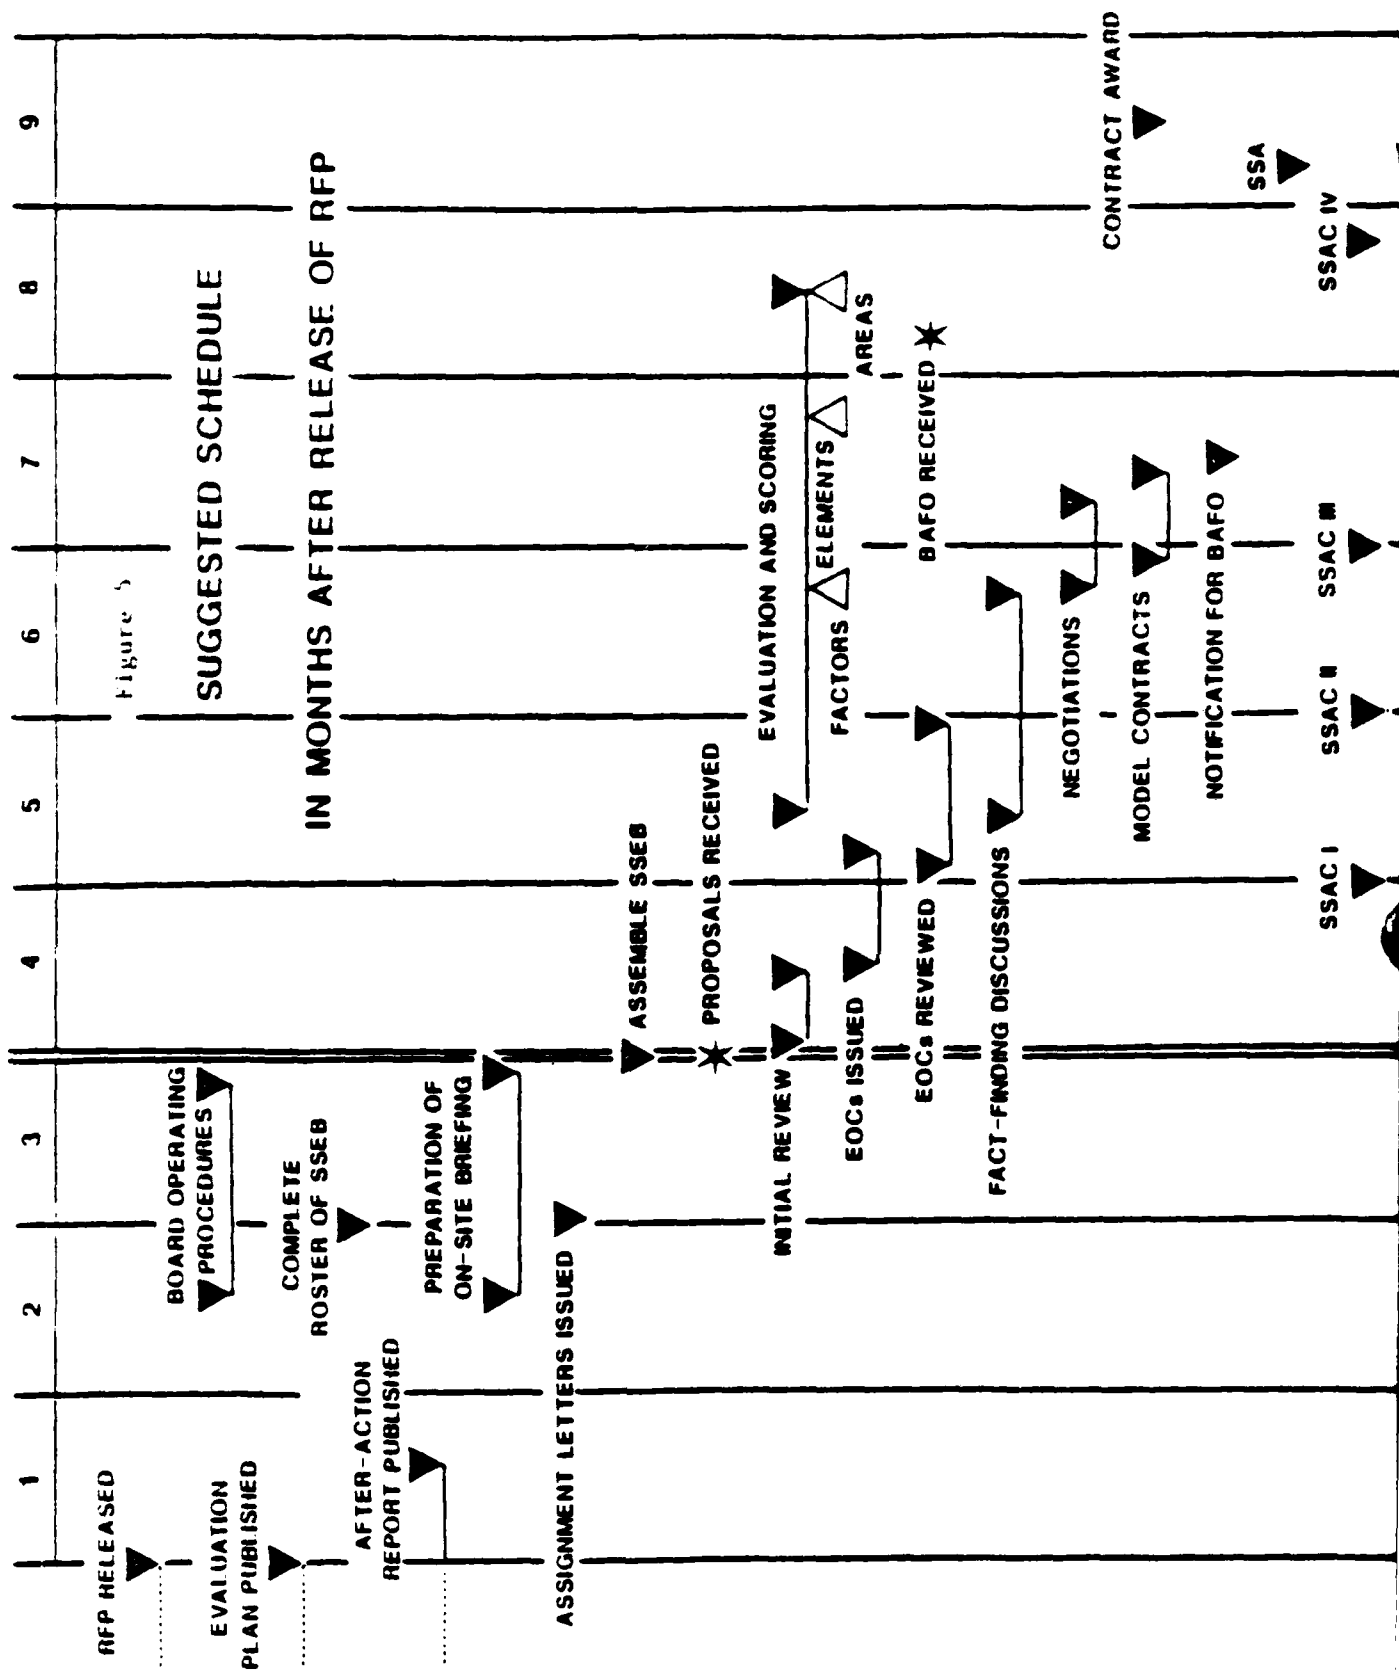 Figure 5
SUGGESTED SCHEDULE
IN MONTHS AFTER RELEASE OF RFP
1 2 3 4 5 6 7 8 9
RFP RELEASED
EVALUATION
PLAN PUBLISHED
AFTER-ACTION
REPORT PUBLISHED
BOARD OPERATING
PROCEDURES
COMPLETE
ROSTER OF SSEB
PREPARATION OF
ON-SITE BRIEFING
ASSIGNMENT LETTERS ISSUED
ASSEMBLE SSEB
PROPOSALS RECEIVED
INITIAL REVIEW
EVALUATION AND SCORING
FACTORS
ELEMENTS
AREAS
EOCs ISSUED
EOCs REVIEWED
BAFO RECEIVED
FACT-FINDING DISCUSSIONS
NEGOTIATIONS
MODEL CONTRACTS
CONTRACT AWARD
NOTIFICATION FOR BAFO
SSA
SSAC I
SSAC II
SSAC III
SSAC IV